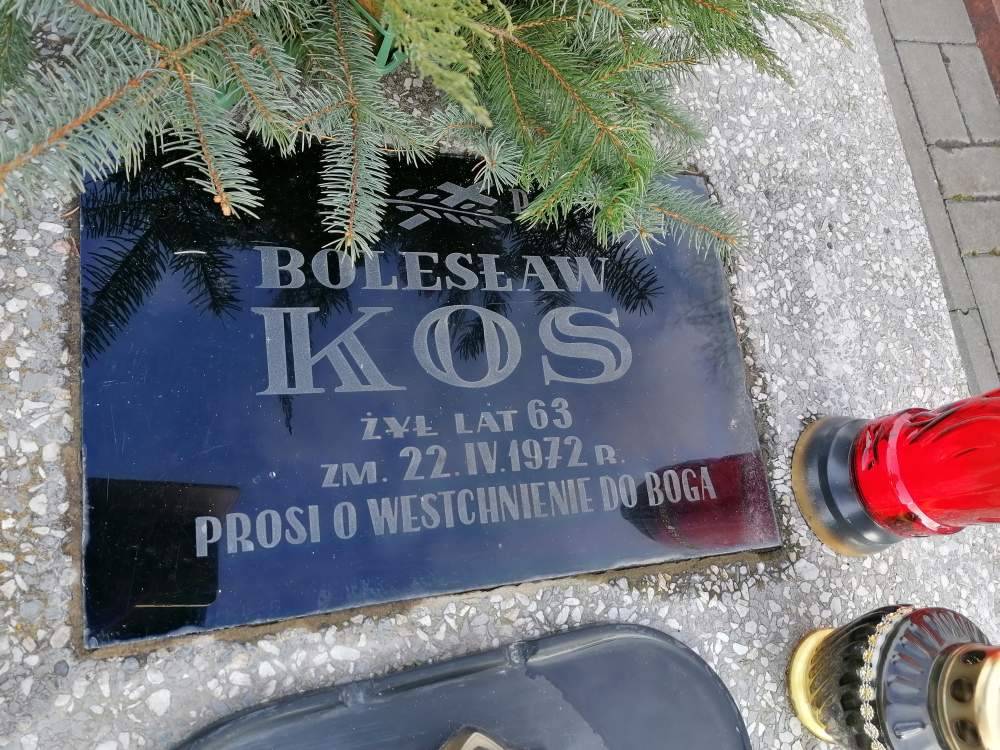 BOLESŁAW
KOS
ŻYŁ LAT 63
ZM. 22.IV.1972 R.
PROSI O WESTCHNIENIE DO BOGA